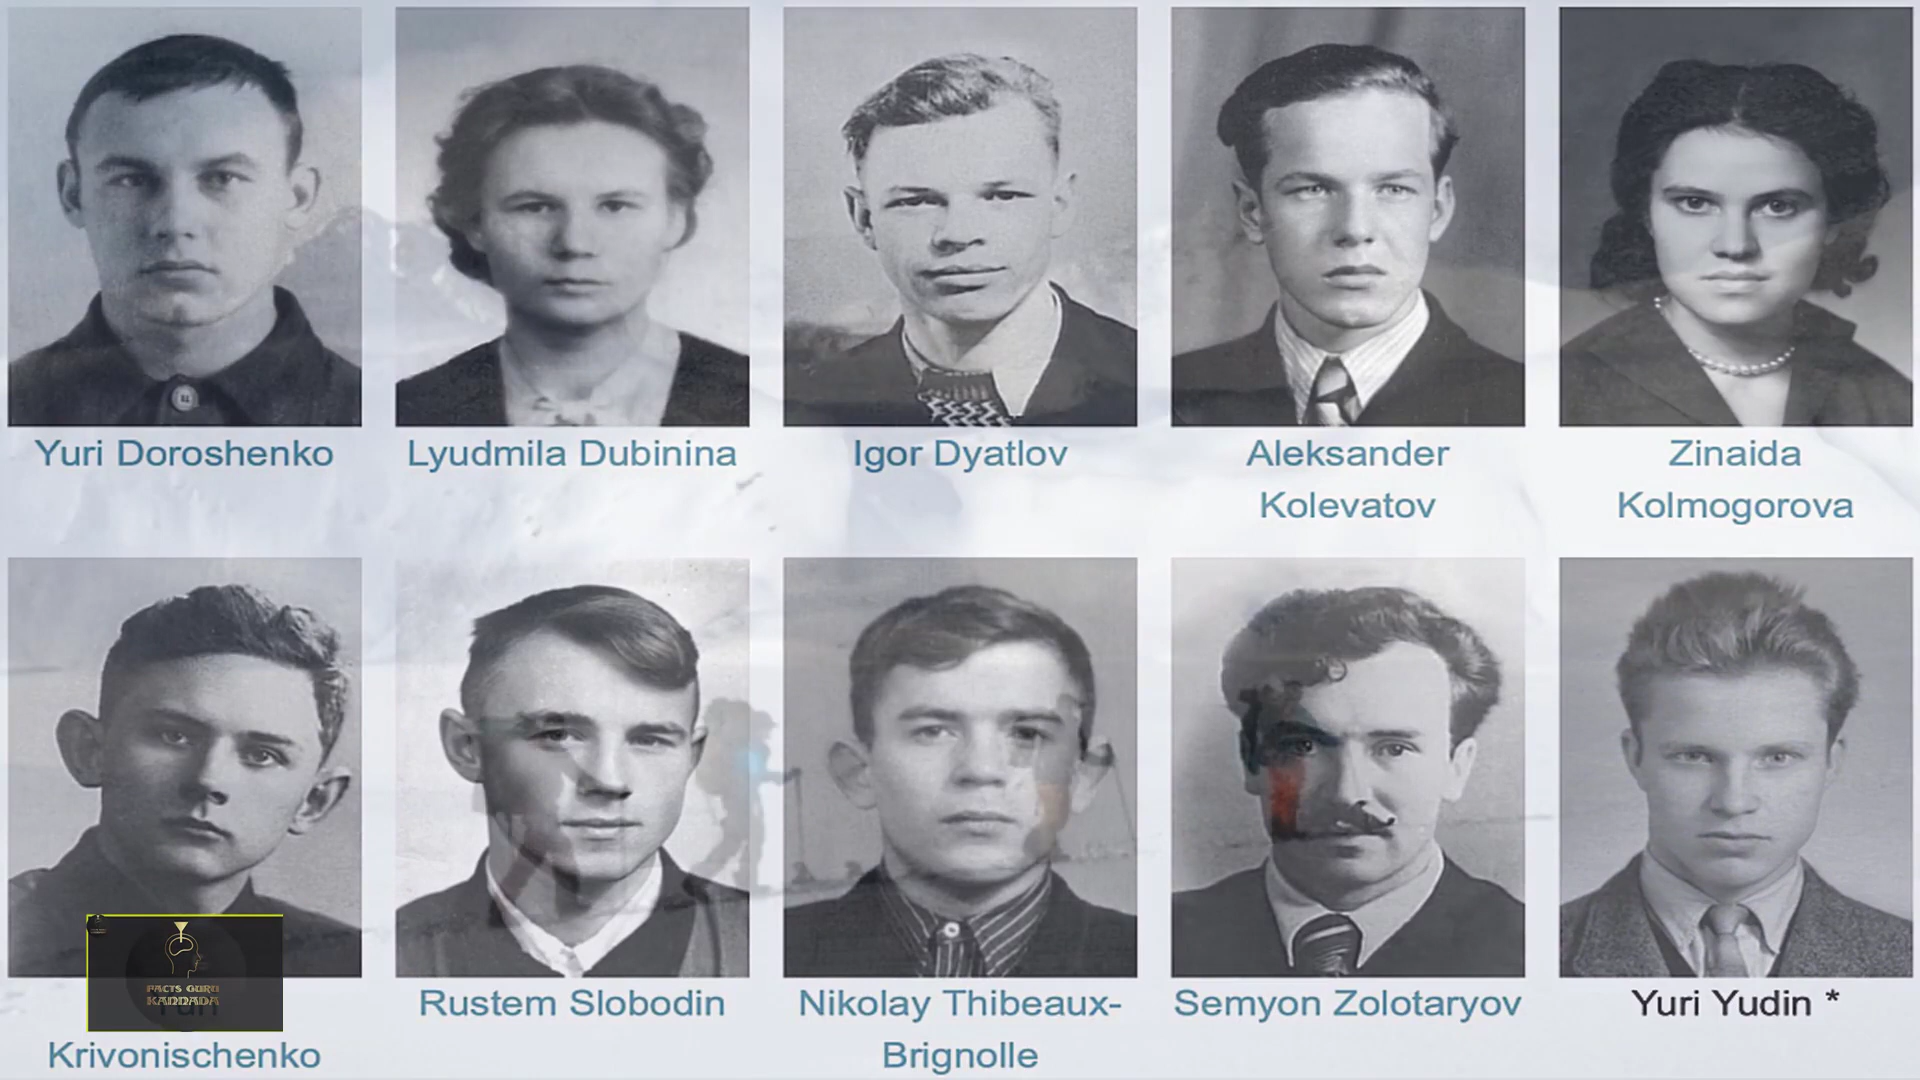 Yuri Doroshenko
Lyudmila Dubinina
Igor Dyatlov
Aleksander
Kolevatov
Zinaida
Kolmogorova
FACTS GURU
KANNADA
Yuri
Krivonischenko
Rustem Slobodin
Nikolay Thibeaux-
Brignolle
Semyon Zolotaryov
Yuri Yudin *